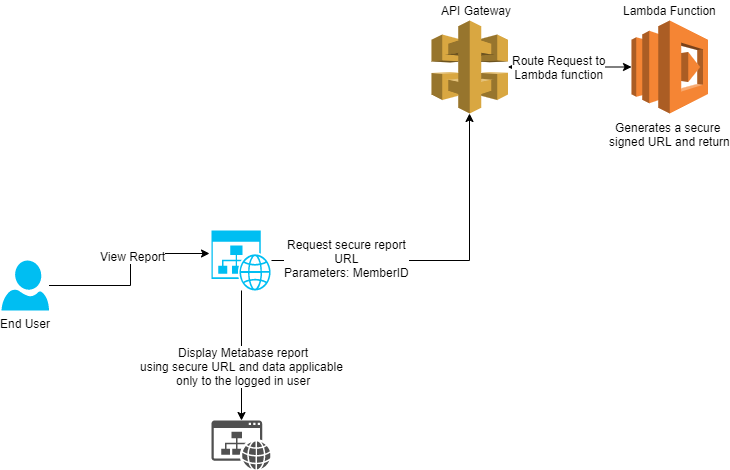 API Gateway
Lambda Function
Route Request to
Lambda function
Generates a secure
signed URL and return
View Report
Request secure report
URL
Parameters: MemberID
End User
Display Metabase report
using secure URL and data applicable
only to the logged in user